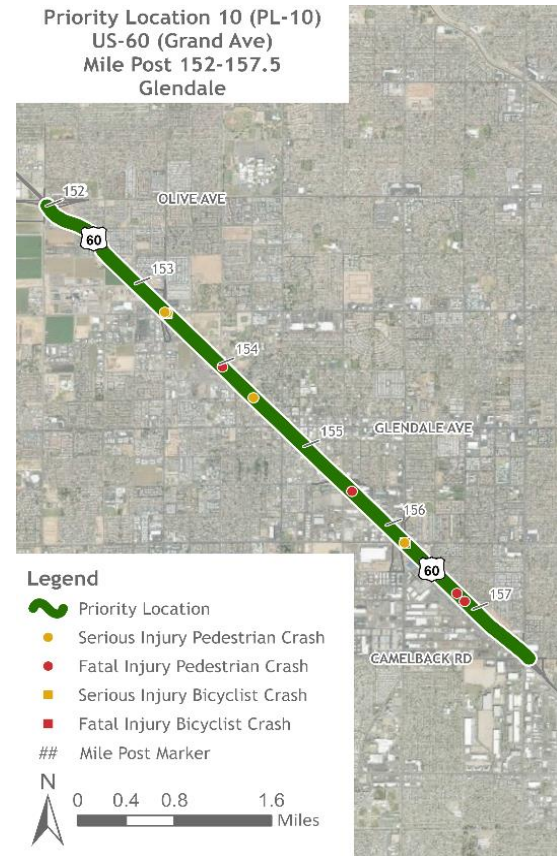 Priority Location 10 (PL-10)
US-60 (Grand Ave)
Mile Post 152-157.5
Glendale
152
OLIVE AVE
60
153
154
GLENDALE AVE
155
156
60
157
CAMELBACK RD
Legend
Priority Location
Serious Injury Pedestrian Crash
Fatal Injury Pedestrian Crash
Serious Injury Bicyclist Crash
Fatal Injury Bicyclist Crash
## Mile Post Marker
N
0 0.4 0.8 1.6
Miles